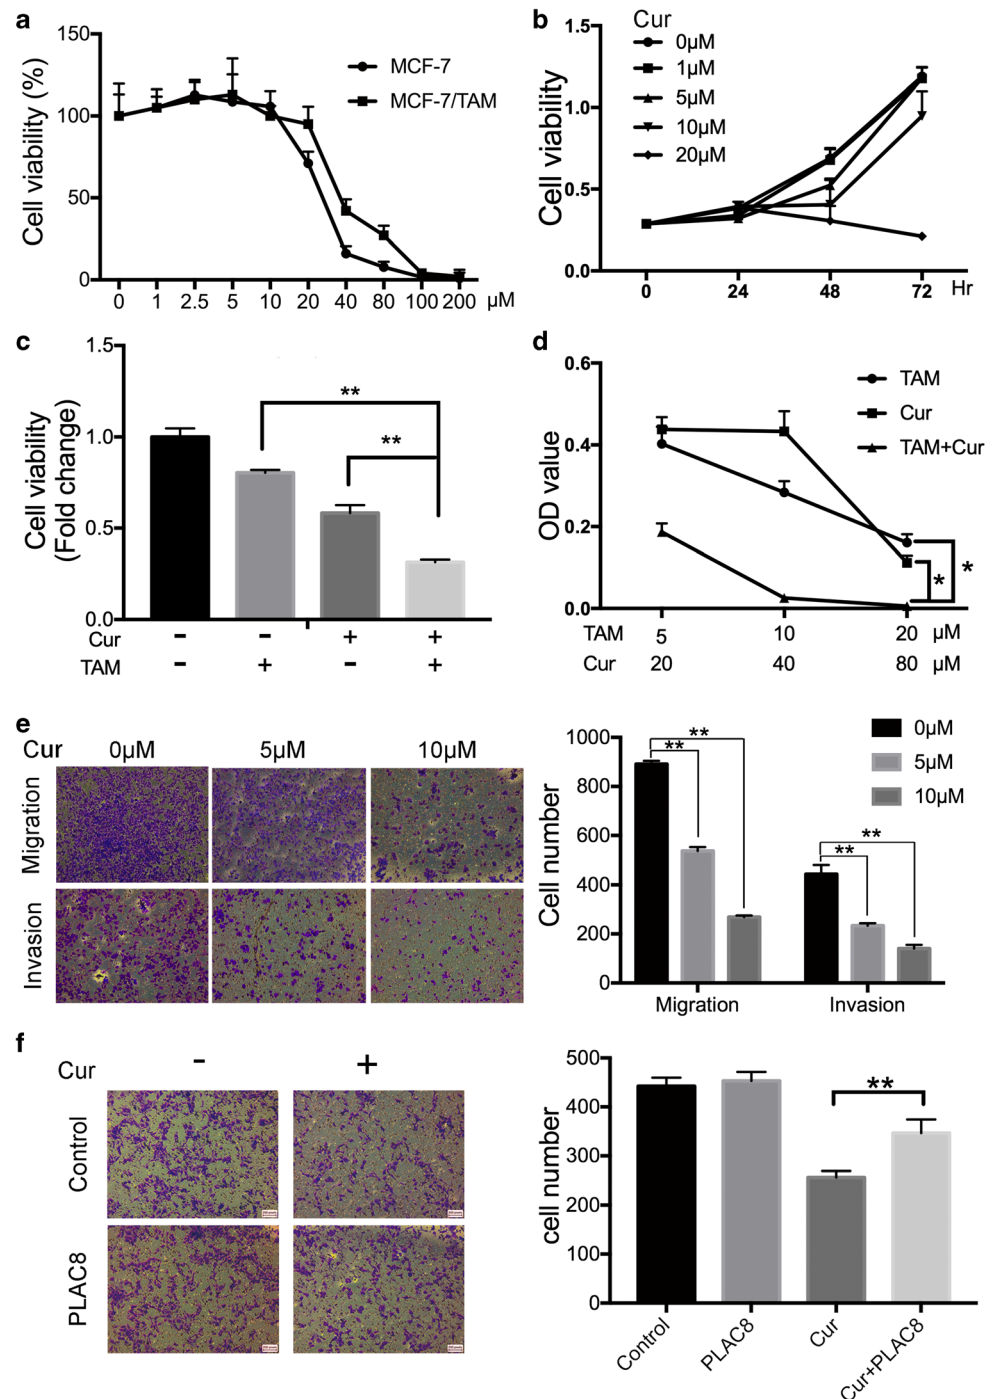 a
Cell viability (%)
150
100
50
0
MCF-7
MCF-7/TAM
0 1 2.5 5 10 20 40 80 100 200 μM
b
Cell viability
1.5
1.0
0.5
0.0
Cur
0μM
1μM
5μM
10μM
20μM
0 24 48 72 Hr
c
Cell viability
(Fold change)
1.5
1.0
0.5
0.0
**
**
Cur - - + +
TAM - + - +
d
OD value
0.6
0.4
0.2
0.0
TAM
Cur
TAM+Cur
*
*
TAM 5 10 20 μM
Cur 20 40 80 μM
e
Cur 0μM 5μM 10μM
Migration
Invasion
Cell number
1000
800
600
400
200
0
0μM
5μM
10μM
**
**
**
**
Migration Invasion
f
Cur - +
Control
PLAC8
cell number
500
400
300
200
100
0
**
Control PLAC8 Cur Cur+PLAC8